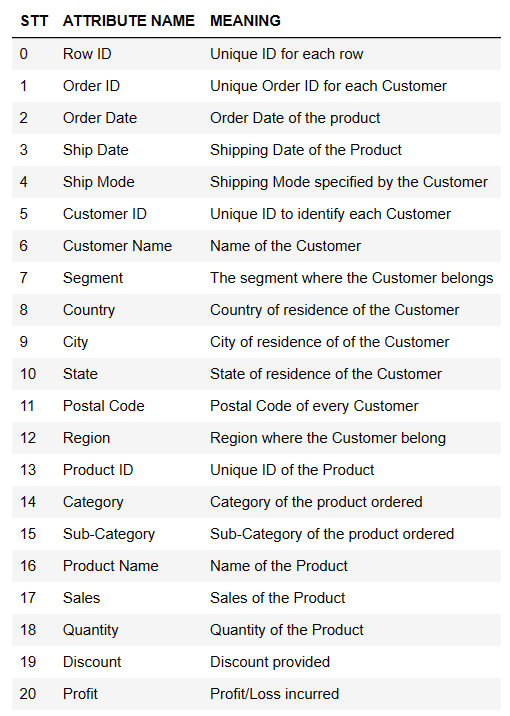 STT ATTRIBUTE NAME MEANING
0 Row ID Unique ID for each row
1 Order ID Unique Order ID for each Customer
2 Order Date Order Date of the product
3 Ship Date Shipping Date of the Product
4 Ship Mode Shipping Mode specified by the Customer
5 Customer ID Unique ID to identify each Customer
6 Customer Name Name of the Customer
7 Segment The segment where the Customer belongs
8 Country Country of residence of the Customer
9 City City of residence of of the Customer
10 State State of residence of the Customer
11 Postal Code Postal Code of every Customer
12 Region Region where the Customer belong
13 Product ID Unique ID of the Product
14 Category Category of the product ordered
15 Sub-Category Sub-Category of the product ordered
16 Product Name Name of the Product
17 Sales Sales of the Product
18 Quantity Quantity of the Product
19 Discount Discount provided
20 Profit Profit/Loss incurred